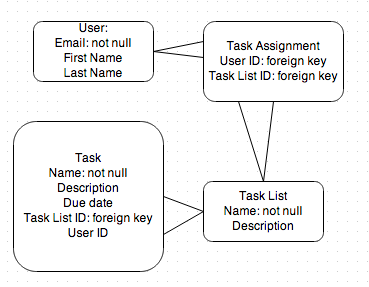 User:
Email: not null
First Name
Last Name
Task Assignment
User ID: foreign key
Task List ID: foreign key
Task
Name: not null
Description
Due date
Task List ID: foreign key
User ID
Task List
Name: not null
Description